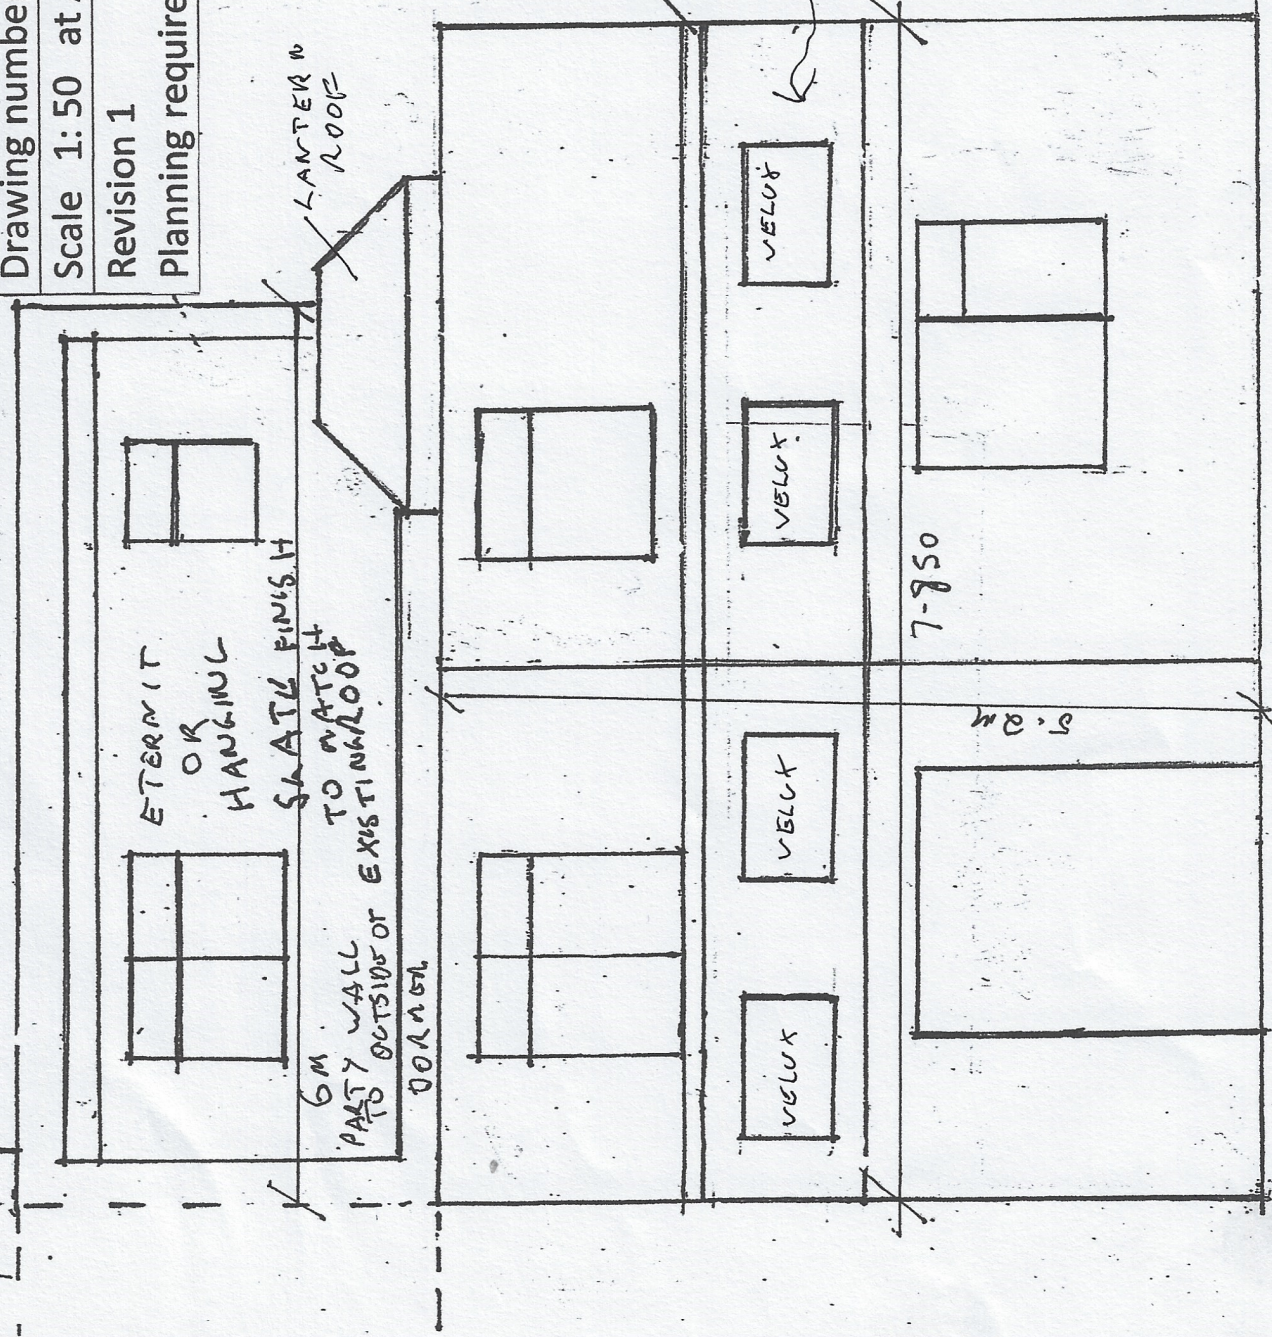 Drawing numbe
Scale 1: 50 at
Revision 1
Planning require
LANTERN
ROOF
ETERNIT
OR
HANGING
SLATE FINISH
TO MATCH
EXISTING ROOF
6M
PARTY WALL
TO OUTSIDE OF
DORMER
VELUX
VELUX
VELUX
VELUX
7-850
5.2M